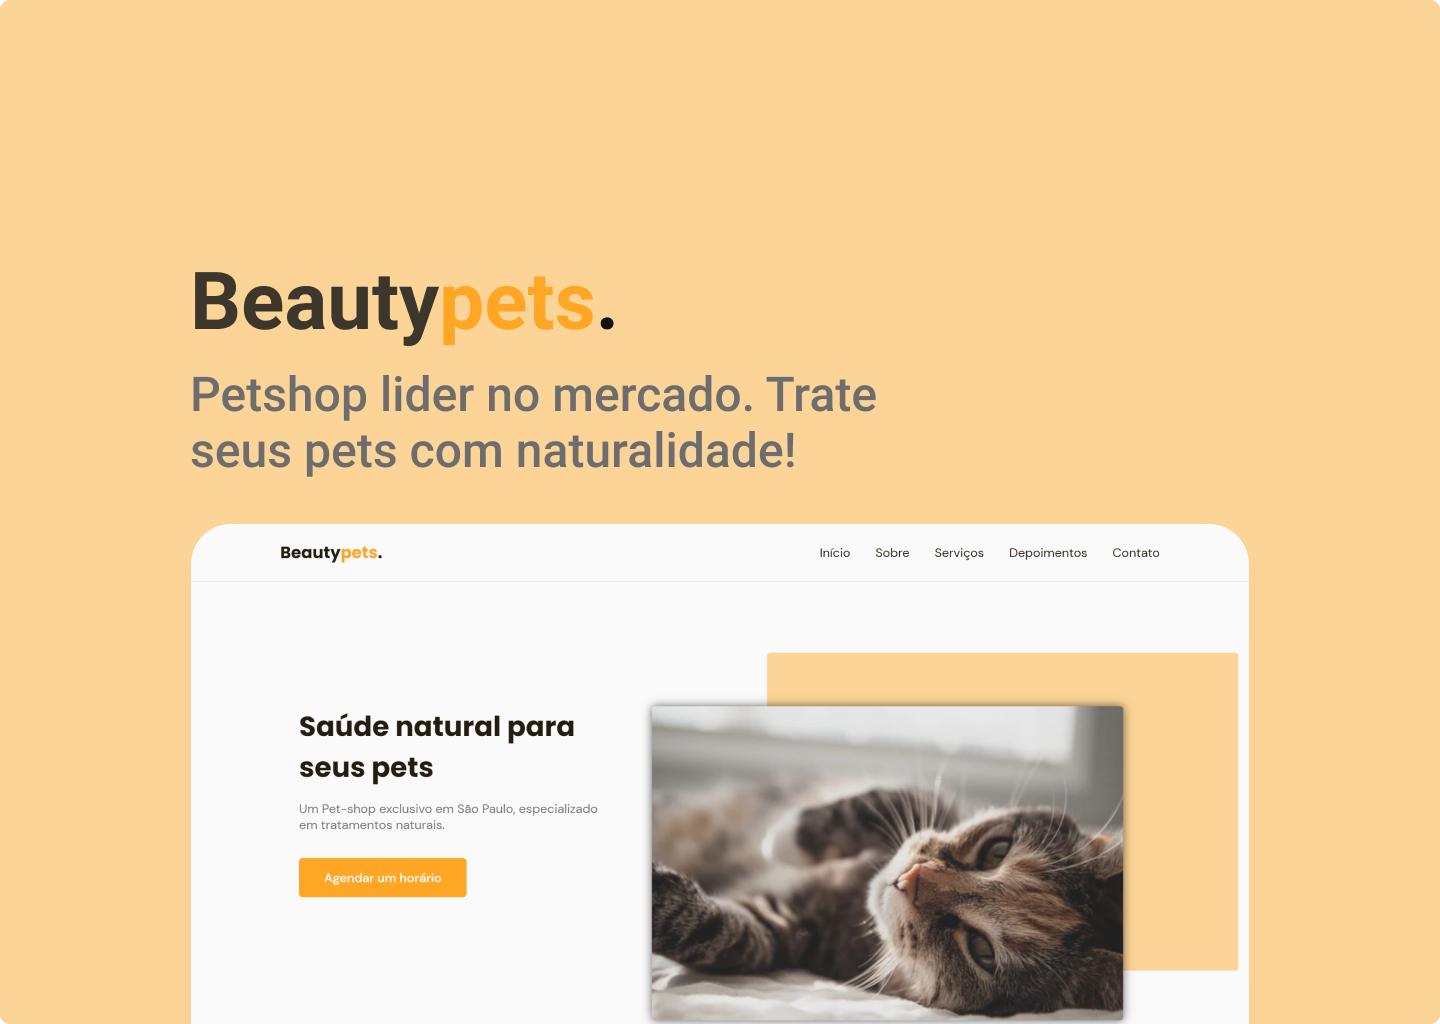 Beautypets.
Petshop lider no mercado. Trate
seus pets com naturalidade!
Beautypets.
Início Sobre Serviços Depoimentos Contato
Saúde natural para
seus pets
Um Pet-shop exclusivo em São Paulo, especializado
em tratamentos naturais.
Agendar um horário